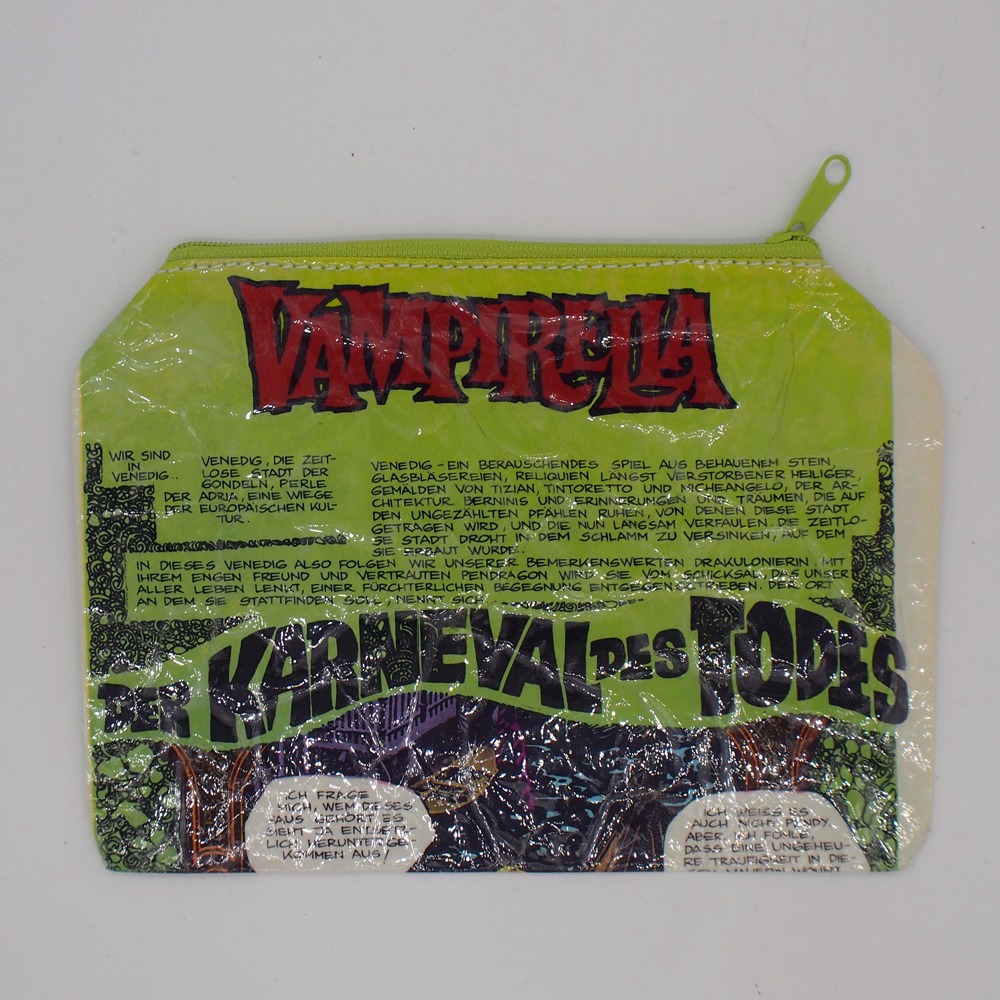 VAMPIRELLA
WIR SIND
IN
VENEDIG...
VENEDIG, DIE ZEIT-
LOSE STADT DER
GONDELN, PERLE
DER ADRIA, EINE WIEGE
DER EUROPÄISCHEN KUL-
TUR.
VENEDIG - EIN BERAUSCHENDES SPIEL AUS BEHAUENEM STEIN,
GLASBLÄSEREIEN, RELIQUIEN LÄNGST VERSTORBENER HEILIGER,
GEMÄLDEN VON TIZIAN, TINTORETTO UND MICHEANGELO, DER AR-
CHITEKTUR BERNINIS UND ERINNERUNGEN UND TRÄUMEN, DIE AUF
DEN UNGEZÄHLTEN PFÄHLEN RUHEN, VON DENEN DIESE STADT
GETRAGEN WIRD, UND DIE NUN LANGSAM VERFAULEN. DIE ZEITLO-
SE STADT DROHT IN DEM SCHLAMM ZU VERSINKEN, AUF DEM
SIE ERBAUT WURDE.
IN DIESES VENEDIG ALSO FOLGEN WIR UNSERER BEMERKENSWERTEN DRAKULONIERIN. MIT
IHREM ENGEN FREUND UND VERTRAUTEN PENDRAGON WIRD SIE VOM SCHICKSAL, DAS UNSER
ALLER LEBEN LENKT, EINER FÜRCHTERLICHEN BEGEGNUNG ENTGEGENGETRIEBEN. DER ORT
AN DEM SIE STATTFINDEN SOLL, NENNT SICH
DER KARNEVAL DES TODES
ICH FRAGE
MICH, WEM DIESES
HAUS GEHÖRT. ES
SIEHT JA ENTSETZ-
LICH HERUNTERGE-
KOMMEN AUS!
ICH WEISS ES
AUCH NICHT, PENDY
ABER ICH FÜHLE,
DASS EINE UNGEHEU-
RE TRAURIGKEIT IN DIE-
SEN MAUERN WOHNT